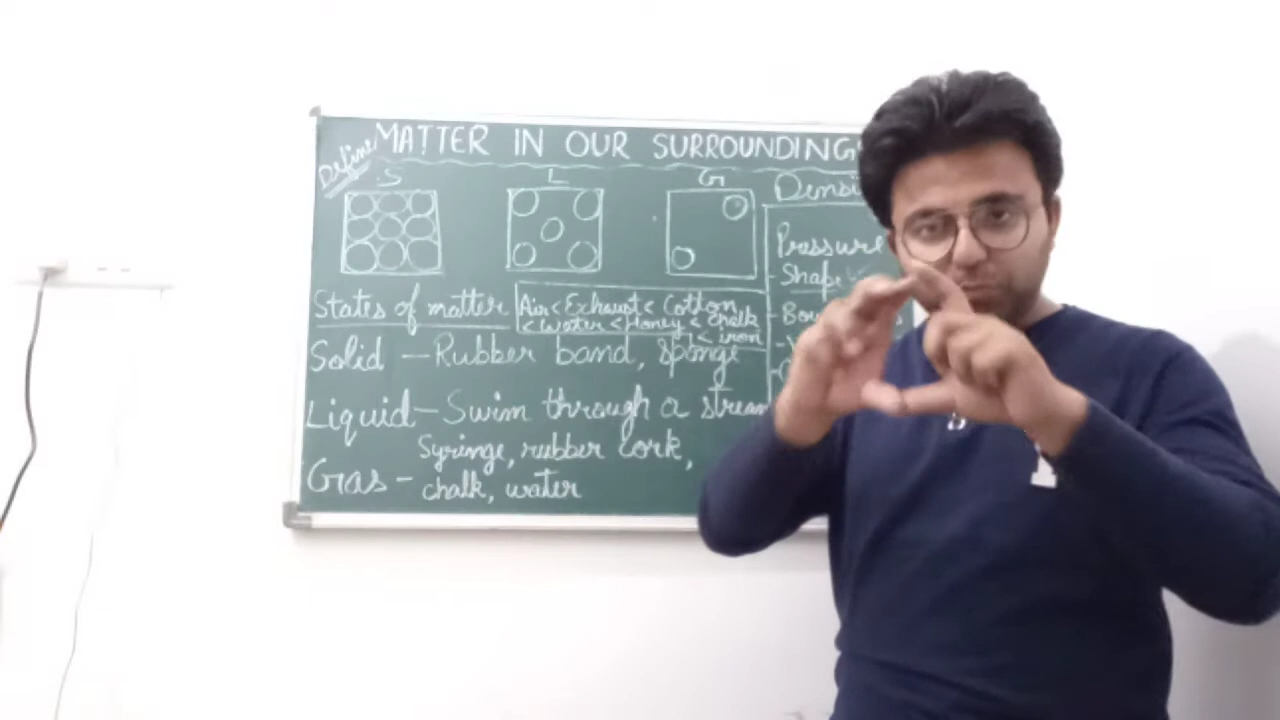 Define MATTER IN OUR SURROUNDING
S L G
Pressure
Shape
States of matter
Air < Exhaust < Cotton
< Water < Honey < Chalk
< iron
Solid - Rubber band, sponge
Liquid - Swim through a stream
Syringe, rubber cork,
Gas - chalk, water